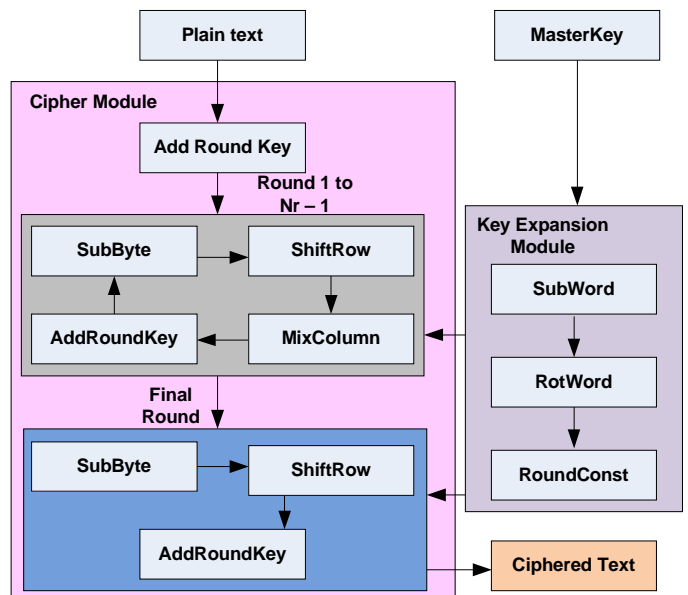 Plain text
MasterKey
Cipher Module
Add Round Key
Round 1 to
Nr – 1
SubByte
ShiftRow
AddRoundKey
MixColumn
Key Expansion
Module
SubWord
RotWord
RoundConst
Final
Round
SubByte
ShiftRow
AddRoundKey
Ciphered Text